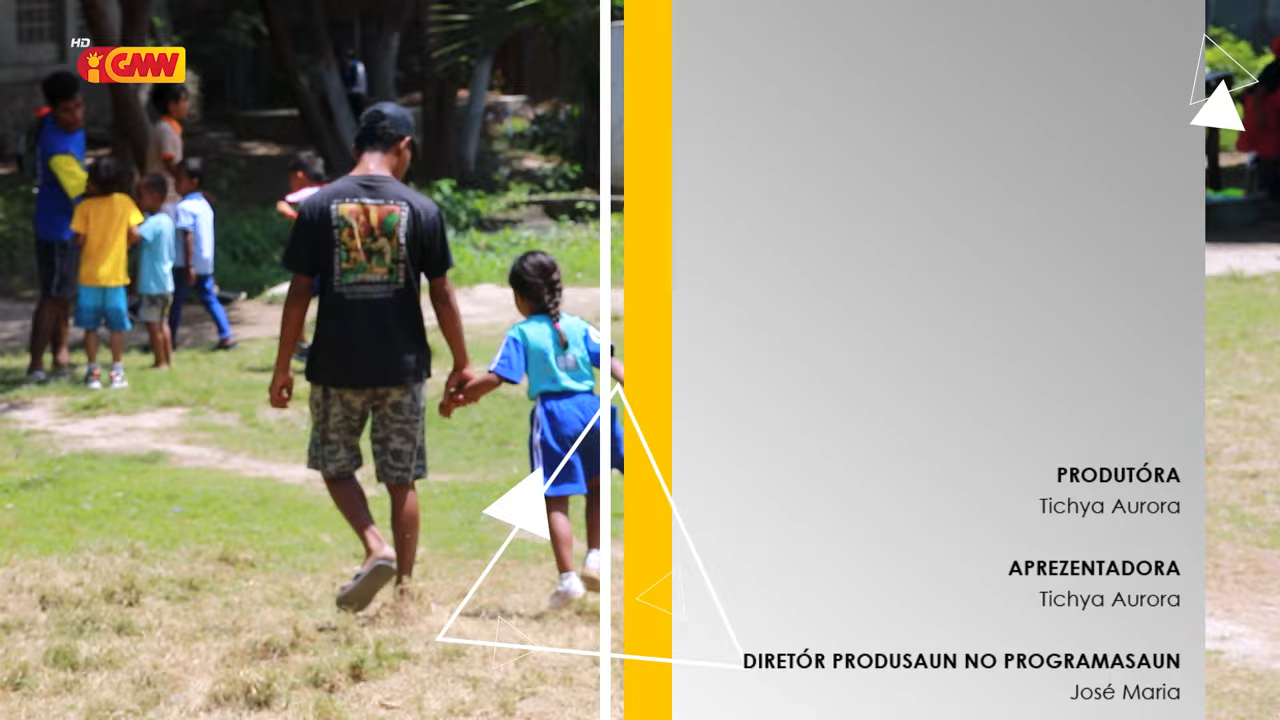 HD
GMN
PRODUTÓRA
Tichya Aurora
APREZENTADORA
Tichya Aurora
DIRETÓR PRODUSAUN NO PROGRAMASAUN
José Maria